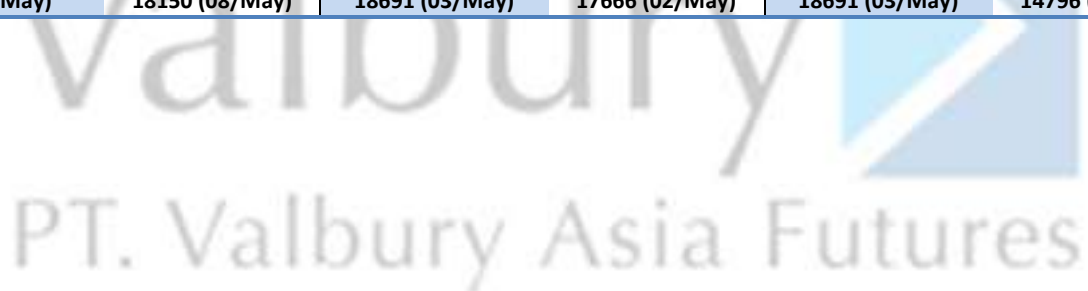 May) 18150 (08/May) 18691 (03/May) 17666 (02/May) 18691 (03/May) 14796
Valbury
PT. Valbury Asia Futures